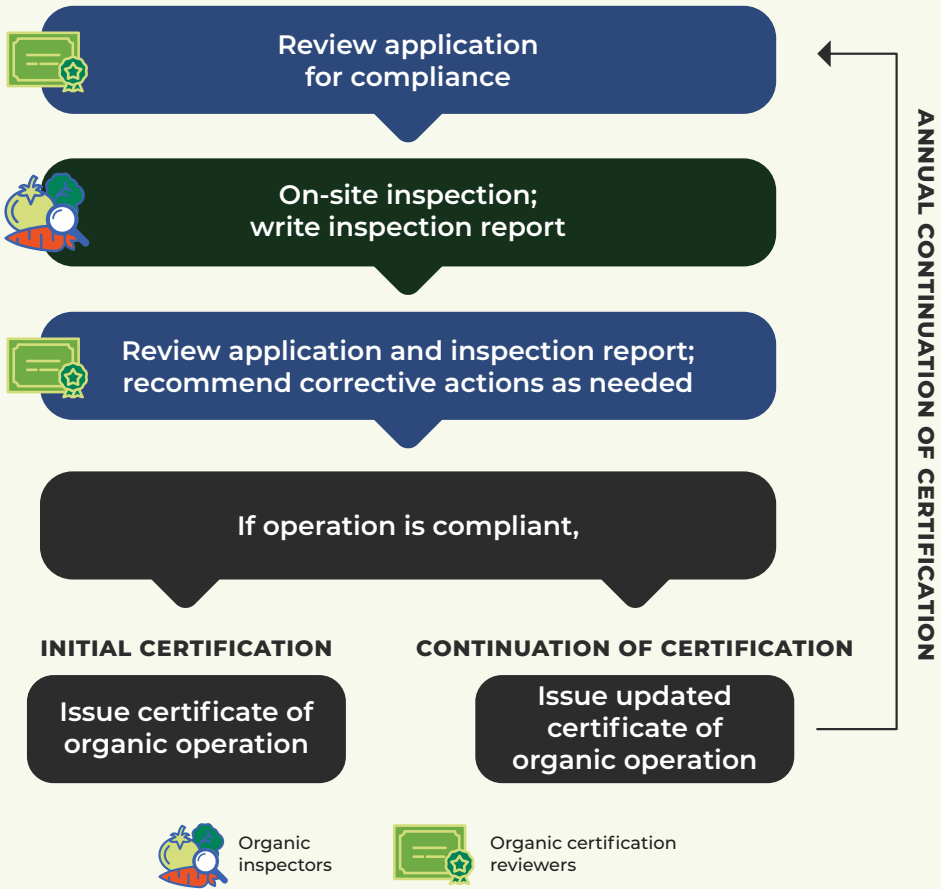 Review application
for compliance
On-site inspection;
write inspection report
Review application and inspection report;
recommend corrective actions as needed
If operation is compliant,
INITIAL CERTIFICATION
Issue certificate of
organic operation
CONTINUATION OF CERTIFICATION
Issue updated
certificate of
organic operation
ANNUAL CONTINUATION OF CERTIFICATION
Organic
inspectors
Organic certification
reviewers